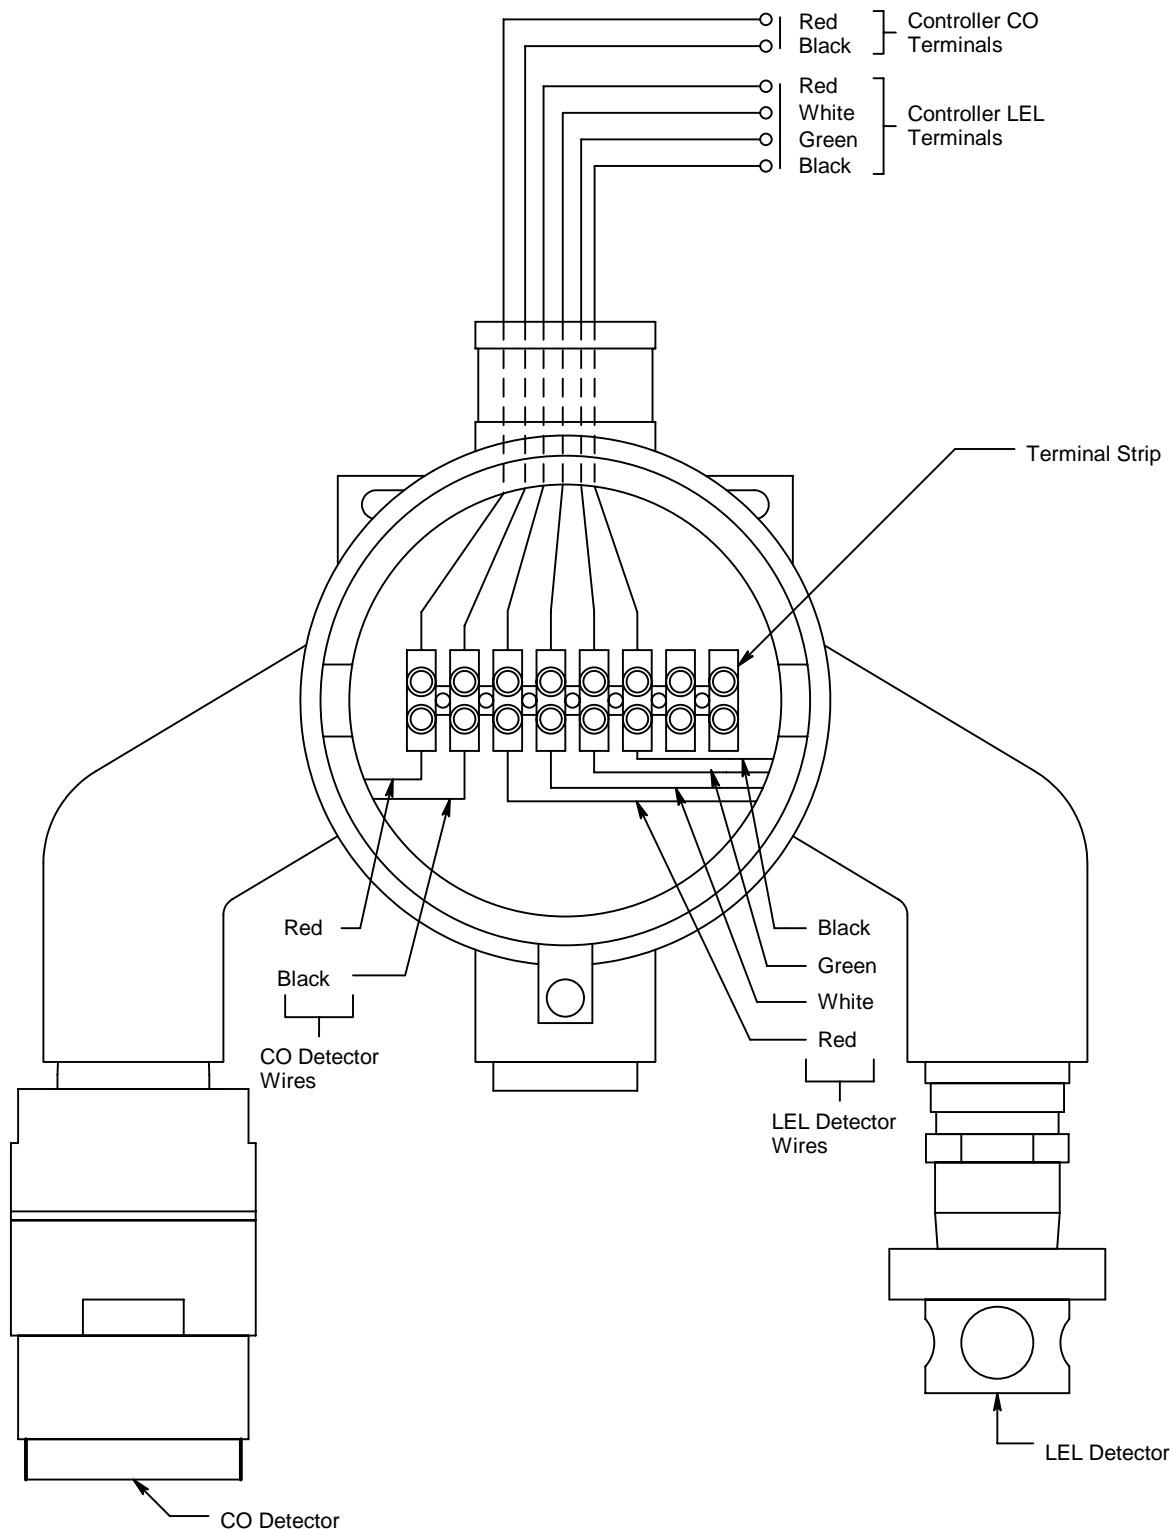 Red
Black
Controller CO
Terminals
Red
White
Green
Black
Controller LEL
Terminals
Terminal Strip
Red
Black
CO Detector
Wires
Black
Green
White
Red
LEL Detector
Wires
LEL Detector
CO Detector